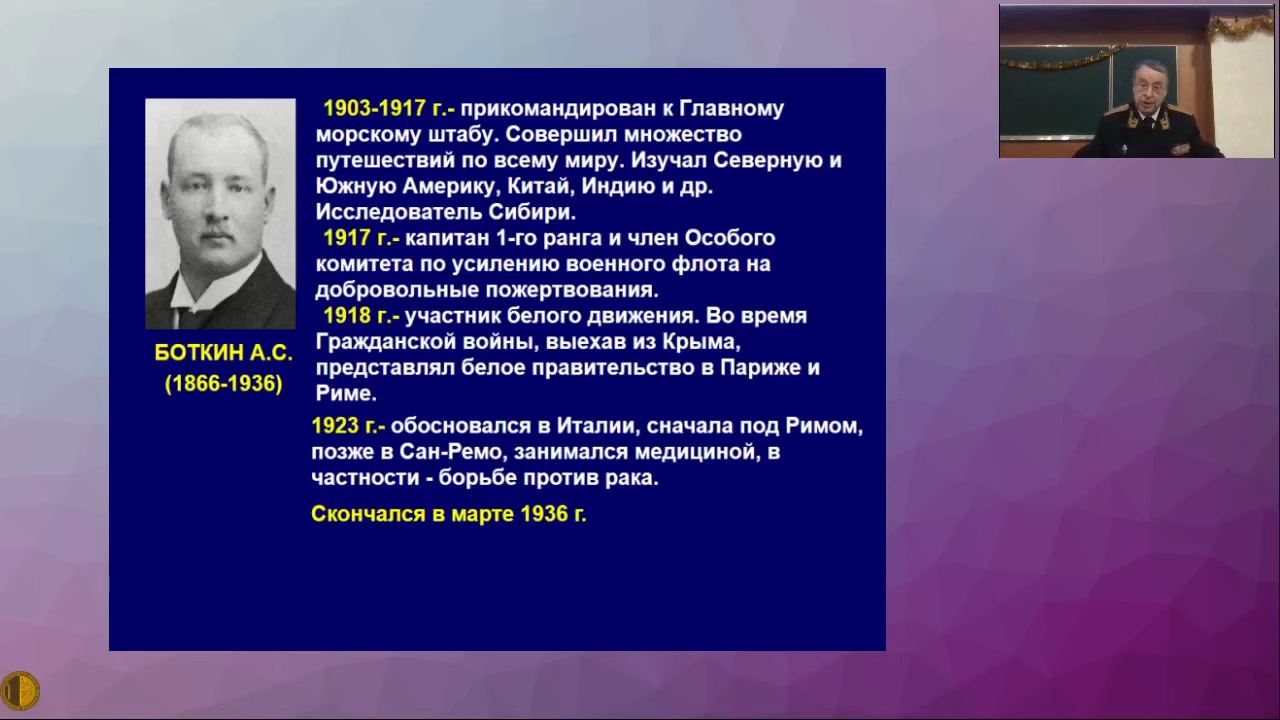 1903-1917 г.- прикомандирован к Главному
морскому штабу. Совершил множество
путешествий по всему миру. Изучал Северную и
Южную Америку, Китай, Индию и др.
Исследователь Сибири.
1917 г.- капитан 1-го ранга и член Особого
комитета по усилению военного флота на
добровольные пожертвования.
1918 г.- участник белого движения. Во время
Гражданской войны, выехав из Крыма,
представлял белое правительство в Париже и
Риме.
1923 г.- обосновался в Италии, сначала под Римом,
позже в Сан-Ремо, занимался медициной, в
частности - борьбе против рака.
Скончался в марте 1936 г.
БОТКИН А.С.
(1866-1936)